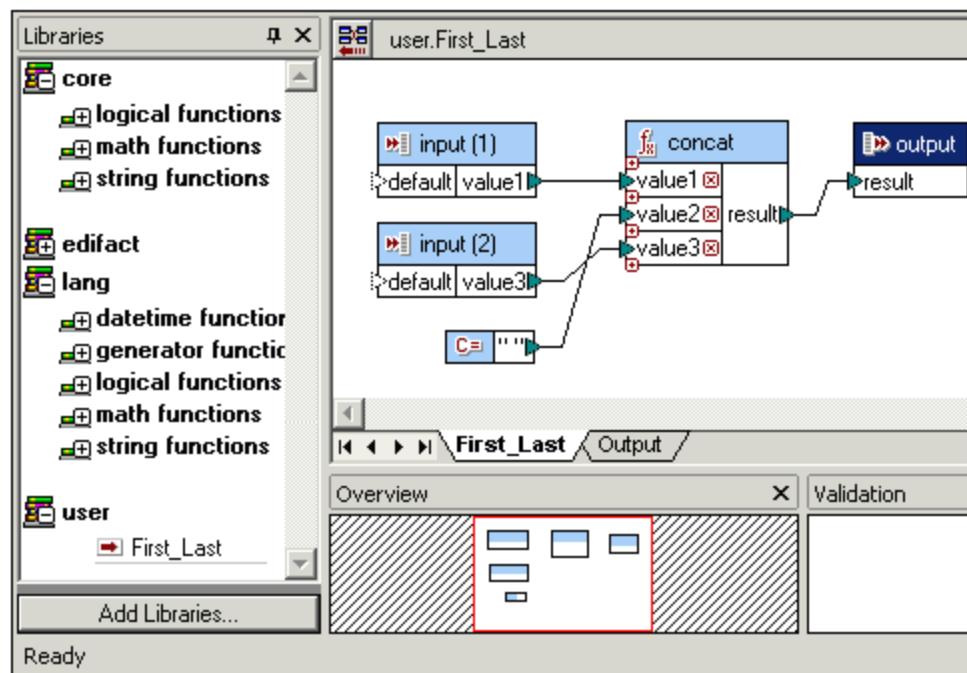 Libraries
core
logical functions
math functions
string functions
edifact
lang
datetime function
generator functic
logical functions
math functions
string functions
user
First_Last
Add Libraries...
Ready
user.First_Last
input (1)
default value1
input (2)
default value3
C= " "
fx concat
value1
value2 result
value3
output
result
First_Last Output
Overview
Validation